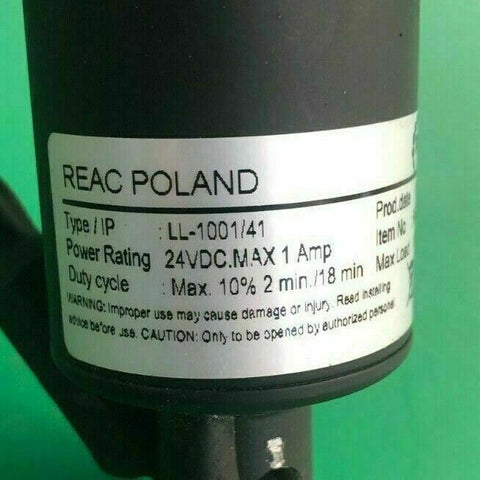 REAC POLAND
Type / IP : LL-1001/41
Power Rating 24VDC.MAX 1 Amp
Duty cycle : Max. 10% 2 min./18 min
Prod.date
Item No
Max Load
WARNING: Improper use may cause damage or injury. Read installing
advice before use. CAUTION: Only to be opened by authorized personal